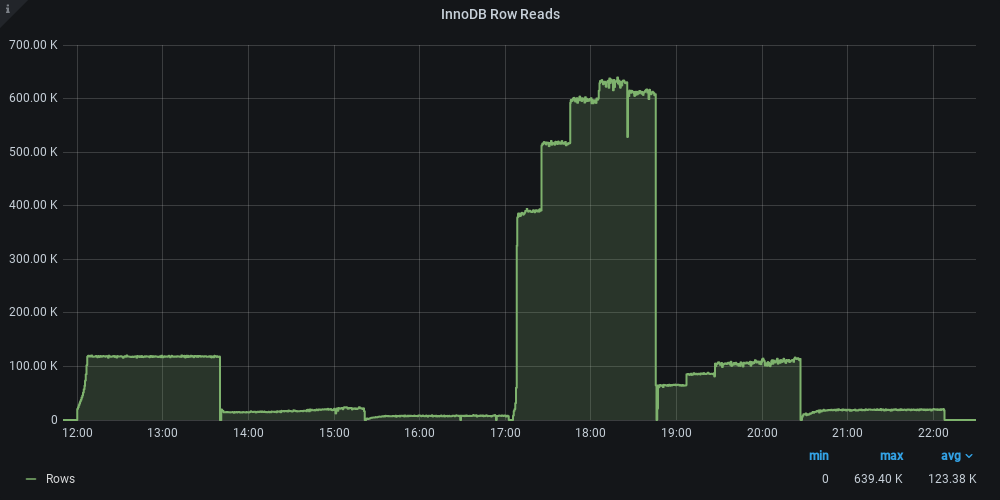 i
InnoDB Row Reads
700.00 K
600.00 K
500.00 K
400.00 K
300.00 K
200.00 K
100.00 K
0
12:00 13:00 14:00 15:00 16:00 17:00 18:00 19:00 20:00 21:00 22:00
min max avg
Rows 0 639.40 K 123.38 K